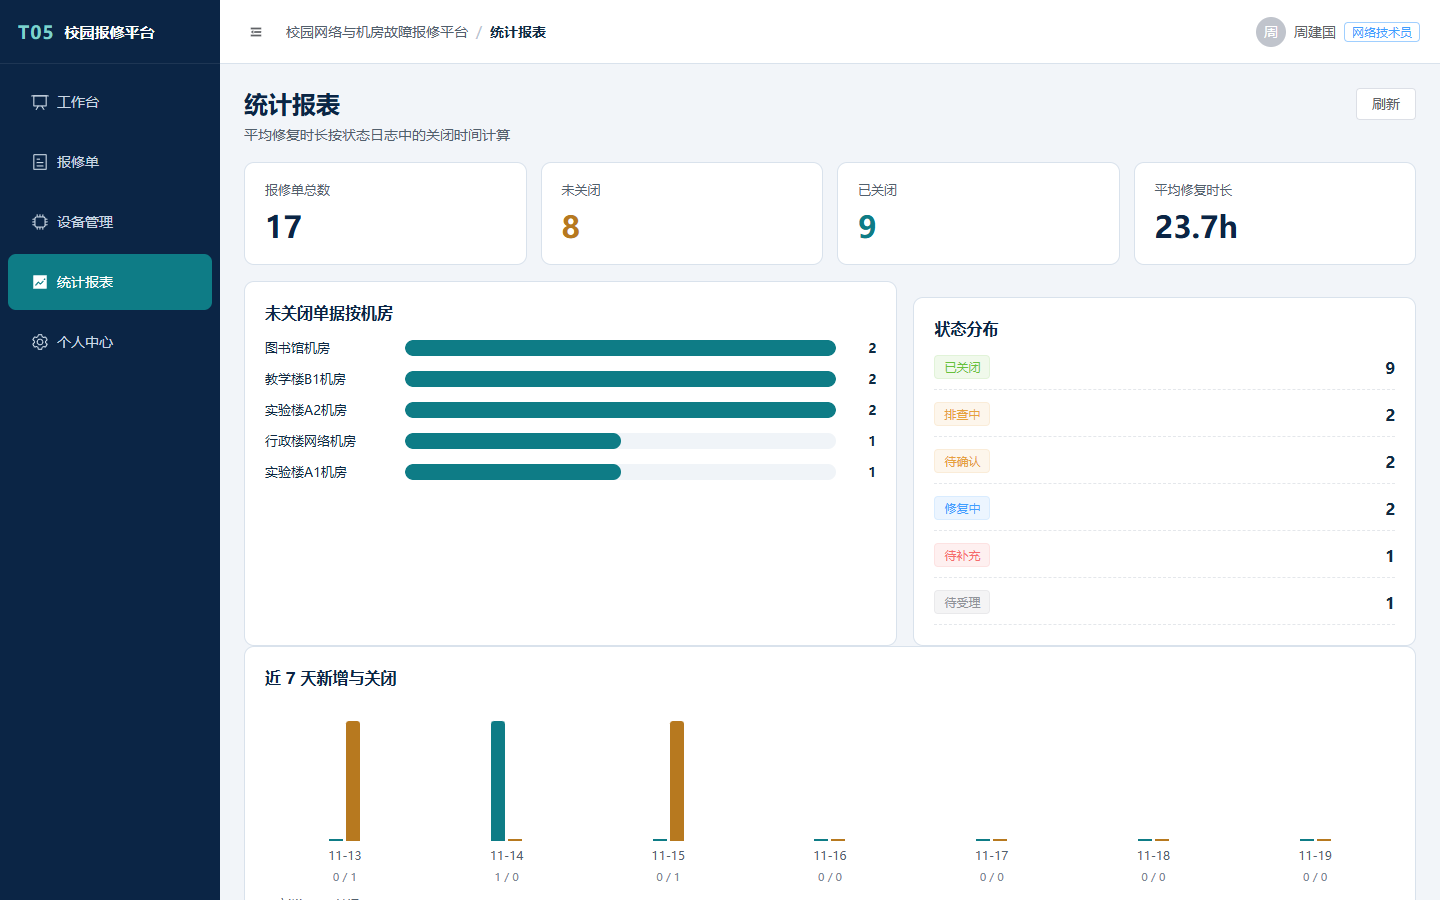 T05 校园报修平台
工作台
报修单
设备管理
统计报表
个人中心
校园网络与机房故障报修平台 / 统计报表
周 周建国 网络技术员
统计报表
刷新
平均修复时长按状态日志中的关闭时间计算
报修单总数
17
未关闭
8
已关闭
9
平均修复时长
23.7h
未关闭单据按机房
图书馆机房 2
教学楼B1机房 2
实验楼A2机房 2
行政楼网络机房 1
实验楼A1机房 1
状态分布
已关闭 9
排查中 2
待确认 2
修复中 2
待补充 1
待受理 1
近 7 天新增与关闭
11-13 11-14 11-15 11-16 11-17 11-18 11-19
0 / 1 1 / 0 0 / 1 0 / 0 0 / 0 0 / 0 0 / 0